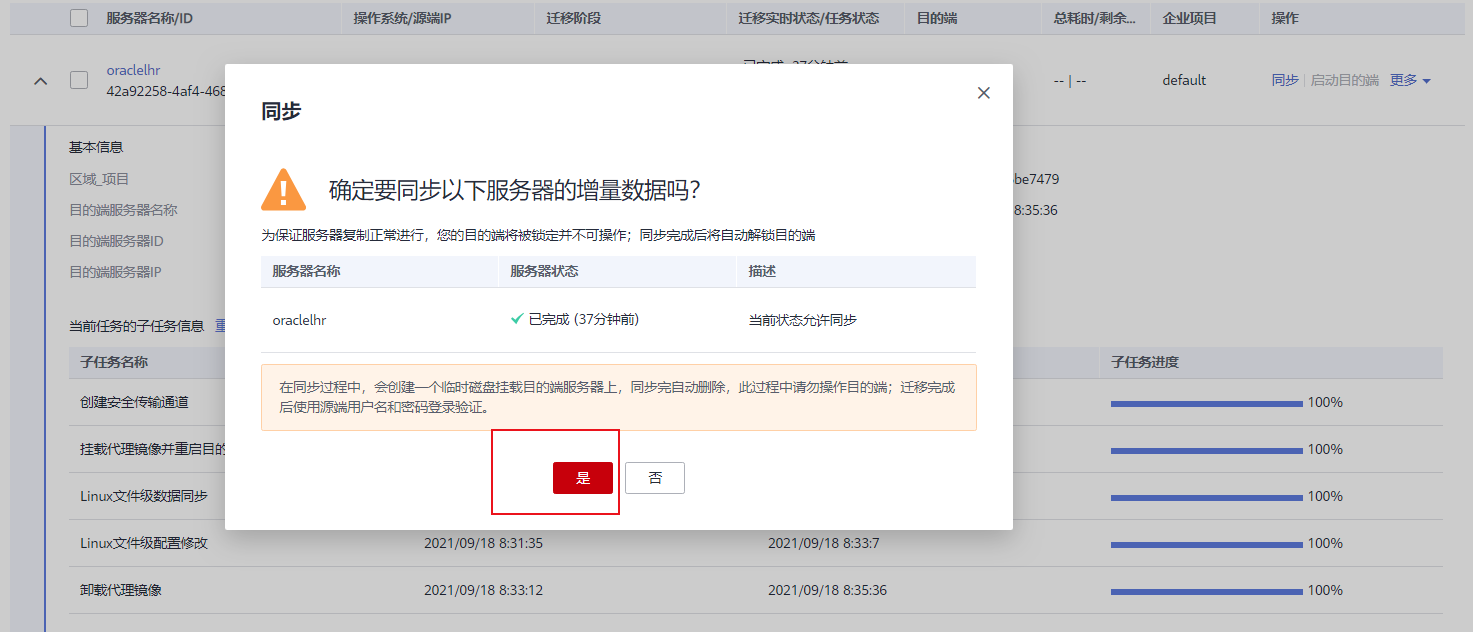 服务器名称/ID 操作系统/源端IP 迁移阶段 迁移实时状态/任务状态 目的端 总耗时/剩余... 企业项目 操作
oraclelhr
42a92258-4af4-468
-- | -- default 同步 启动目的端 更多
同步
基本信息
区域_项目
be7479
确定要同步以下服务器的增量数据吗?
目的端服务器名称
8:35:36
为保证服务器复制正常进行,您的目的端将被锁定并不可操作;同步完成后将自动解锁目的端
目的端服务器ID
目的端服务器IP
服务器名称 服务器状态 描述
oraclelhr 已完成 (37分钟前) 当前状态允许同步
当前任务的子任务信息
子任务名称 子任务进度
在同步过程中,会创建一个临时磁盘挂载目的端服务器上,同步完自动删除,此过程中请勿操作目的端;迁移完成
后使用源端用户名和密码登录验证。
创建安全传输通道 100%
挂载代理镜像并重启目的 100%
是 否
Linux文件级数据同步 100%
Linux文件级配置修改 2021/09/18 8:31:35 2021/09/18 8:33:7 100%
卸载代理镜像 2021/09/18 8:33:12 2021/09/18 8:35:36 100%